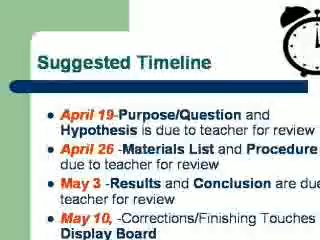 Suggested Timeline
April 19-Purpose/Question and
Hypothesis is due to teacher for review
April 26 -Materials List and Procedure
due to teacher for review
May 3 -Results and Conclusion are due
teacher for review
May 10, -Corrections/Finishing Touches
Display Board